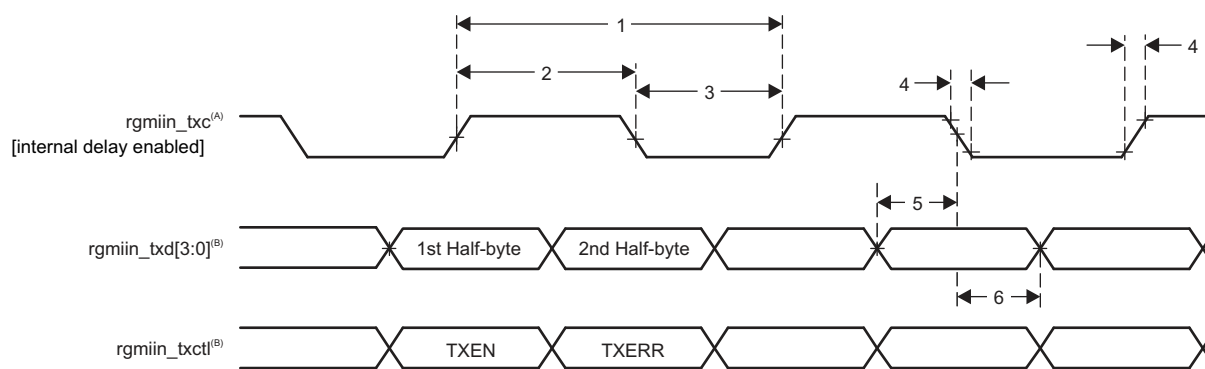 1
4
2
3
4
rgmiin_txc(A)
[internal delay enabled]
5
rgmiin_txd[3:0](B)
1st Half-byte
2nd Half-byte
6
rgmiin_txctl(B)
TXEN
TXERR